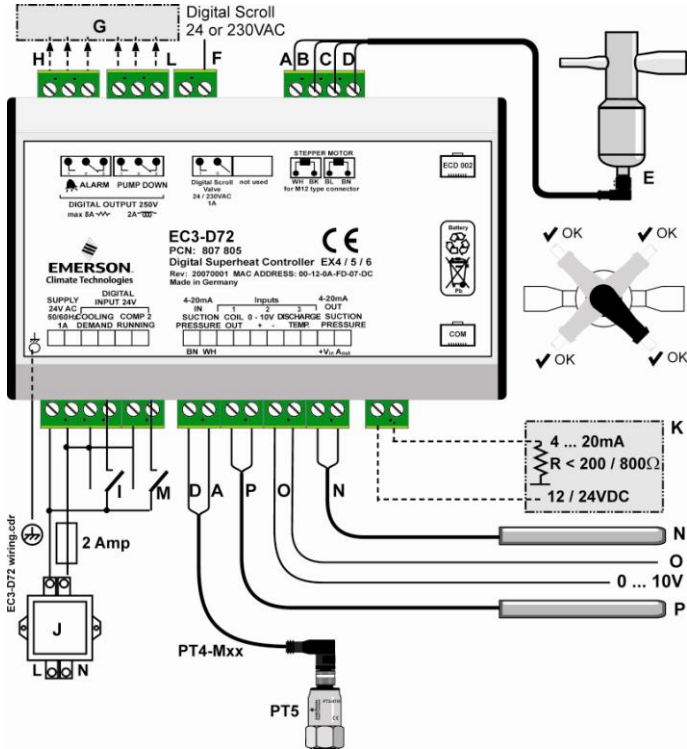 G
Digital Scroll
24 or 230VAC
H
L
F
A B C D
E
STEPPER MOTOR
WH BK BL BN
for M12 type connector
ECD 002
ALARM
PUMP DOWN
DIGITAL OUTPUT 250V
max 8A
2A
Digital Scroll
Valve
24 / 230VAC
1A
not used
EMERSON
Climate Technologies
EC3-D72
PCN: 807 805
CE
Digital Superheat Controller EX4 / 5 / 6
Rev: 20070001 MAC ADDRESS: 00-12-0A-FD-07-DC
Made in Germany
Battery
Pb
OK
OK
OK
OK
SUPPLY
24V AC
50/60Hz
1A
DIGITAL
INPUT 24V
COOLING
DEMAND
COMP 2
RUNNING
4-20mA
IN
SUCTION
PRESSURE
BN WH
Inputs
1 2 3
COIL
OUT
0 - 10V
+ -
DISCHARGE
TEMP.
4-20mA
OUT
SUCTION
PRESSURE
+Vin Aout
COM
K
4 ... 20mA
R < 200 / 800Ω
12 / 24VDC
I
M
D
A
P
O
N
N
O
0 ... 10V
P
2 Amp
EC3-D72 wiring.cdr
J
L
N
PT4-Mxx
PT5